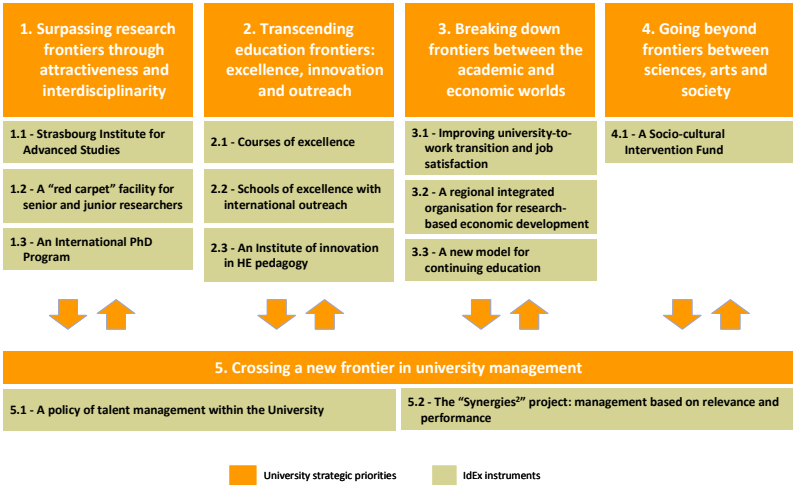 1. Surpassing research
frontiers through
attractiveness and
interdisciplinarity
1.1 - Strasbourg Institute for
Advanced Studies
1.2 - A “red carpet” facility for
senior and junior researchers
1.3 - An International PhD
Program
2. Transcending
education frontiers:
excellence, innovation
and outreach
2.1 - Courses of excellence
2.2 - Schools of excellence with
international outreach
2.3 - An Institute of innovation
in HE pedagogy
3. Breaking down
frontiers between the
academic and
economic worlds
3.1 - Improving university-to-
work transition and job
satisfaction
3.2 - A regional integrated
organisation for research-
based economic development
3.3 - A new model for
continuing education
4. Going beyond
frontiers between
sciences, arts and
society
4.1 - A Socio-cultural
Intervention Fund
5. Crossing a new frontier in university management
5.1 - A policy of talent management within the University
5.2 - The “Synergies²” project: management based on relevance and
performance
University strategic priorities
IdEx instruments